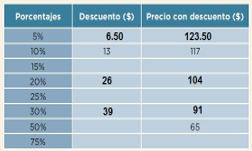 Porcentajes Descuento ($) Precio con descuento ($)
5% 6.50 123.50
10% 13 117
15%
20% 26 104
25%
30% 39 91
50% 65
75%